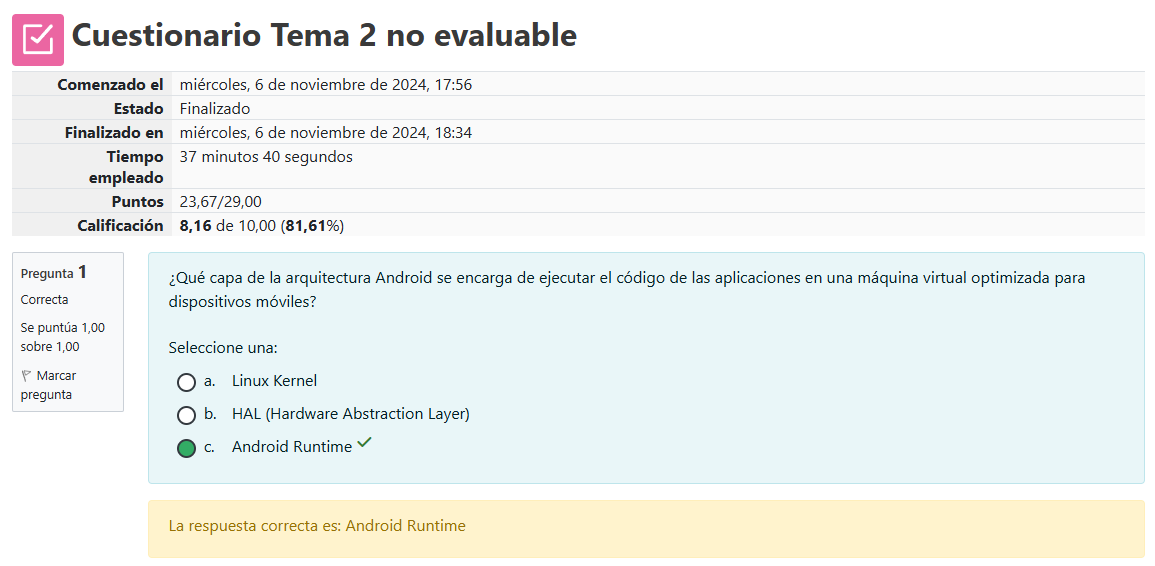 Cuestionario Tema 2 no evaluable
Comenzado el miércoles, 6 de noviembre de 2024, 17:56
Estado Finalizado
Finalizado en miércoles, 6 de noviembre de 2024, 18:34
Tiempo 37 minutos 40 segundos
empleado
Puntos 23,67/29,00
Calificación 8,16 de 10,00 (81,61%)
Pregunta 1
Correcta
Se puntúa 1,00
sobre 1,00
Marcar
pregunta
¿Qué capa de la arquitectura Android se encarga de ejecutar el código de las aplicaciones en una máquina virtual optimizada para
dispositivos móviles?
Seleccione una:
a. Linux Kernel
b. HAL (Hardware Abstraction Layer)
c. Android Runtime
La respuesta correcta es: Android Runtime